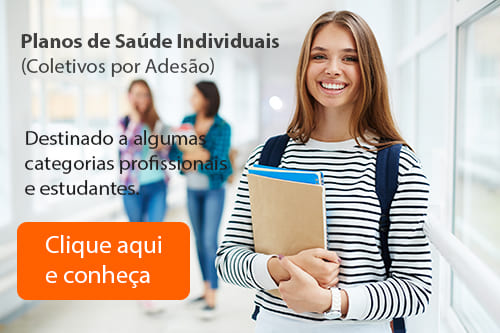 Planos de Saúde Individuais
(Coletivos por Adesão)
Destinado a algumas
categorias profissionais
e estudantes.
Clique aqui
e conheça